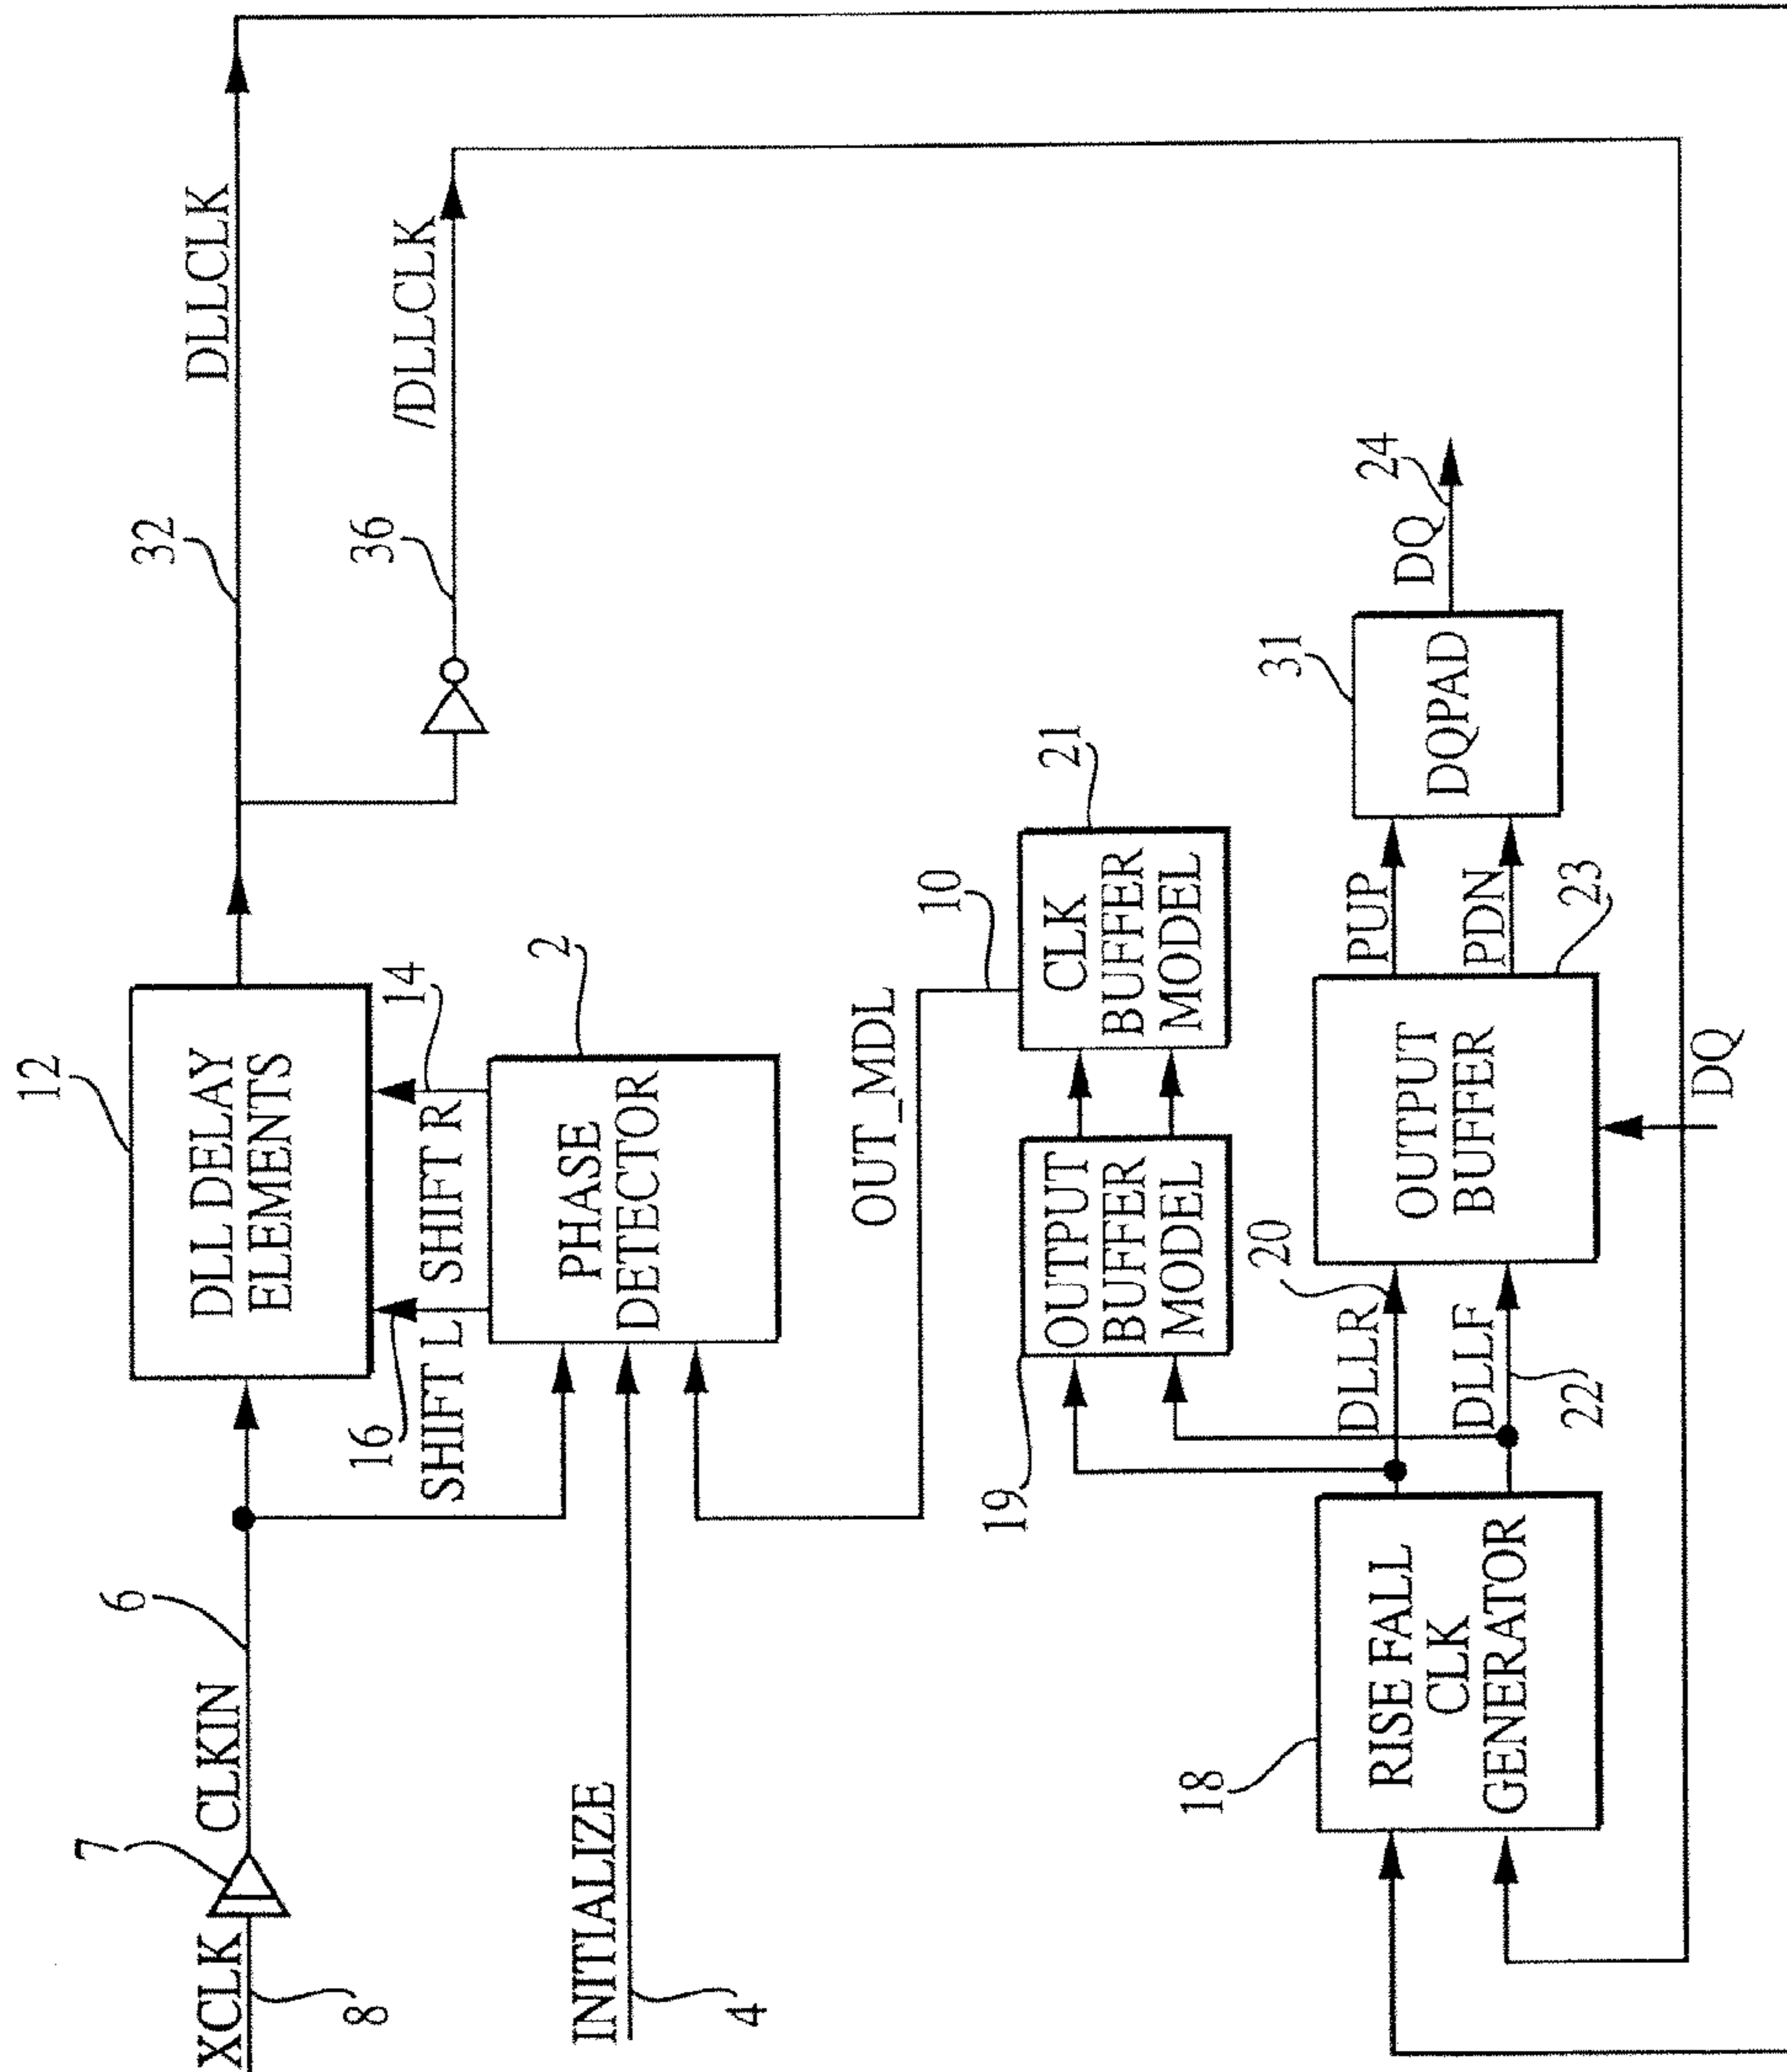 XCLK
8
7
CLKIN
6
12
DLL DELAY
ELEMENTS
32
DLLCLK
36
/DLLCLK
16
SHIFT L
SHIFT R
14
INITIALIZE
4
PHASE
DETECTOR
2
OUT_MDL
10
19
OUTPUT
BUFFER
MODEL
CLK
BUFFER
MODEL
21
18
RISE FALL
CLK
GENERATOR
DLLR
20
DLLF
22
OUTPUT
BUFFER
23
DQ
PUP
PDN
31
DQPAD
DQ
24